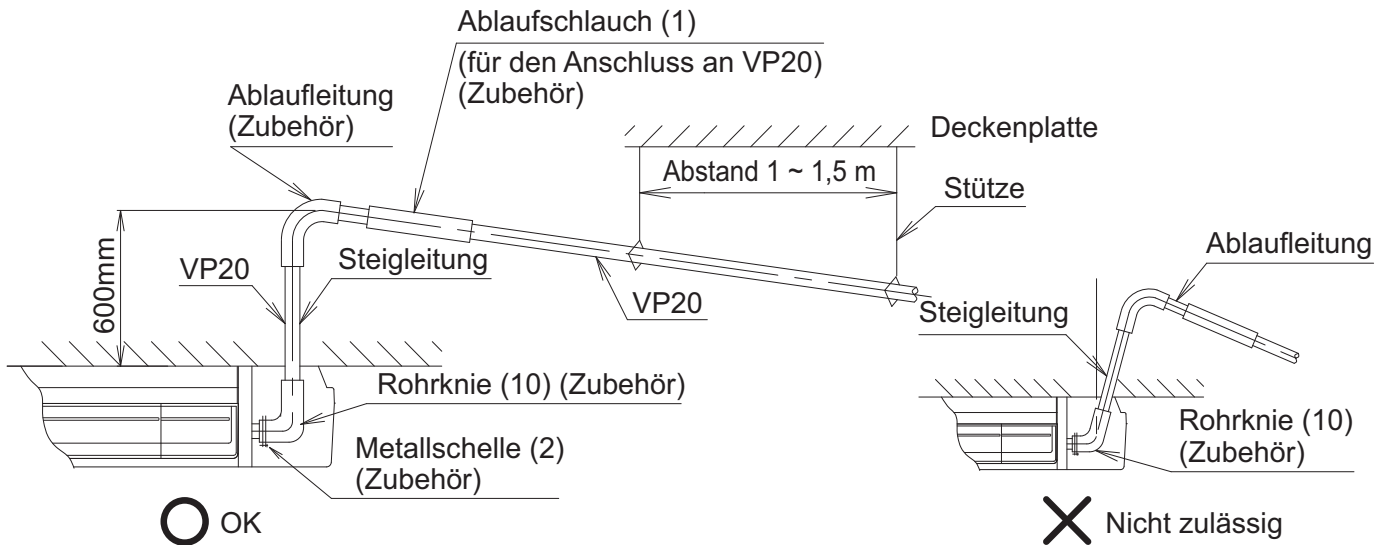 Ablaufschlauch (1)
(für den Anschluss an VP20)
(Zubehör)
Ablaufleitung
(Zubehör)
Deckenplatte
Abstand 1 ~ 1,5 m
Stütze
600mm
VP20
Steigleitung
VP20
Rohrknie (10) (Zubehör)
Metallschelle (2)
(Zubehör)
OK
Ablaufleitung
Steigleitung
Rohrknie (10)
(Zubehör)
Nicht zulässig